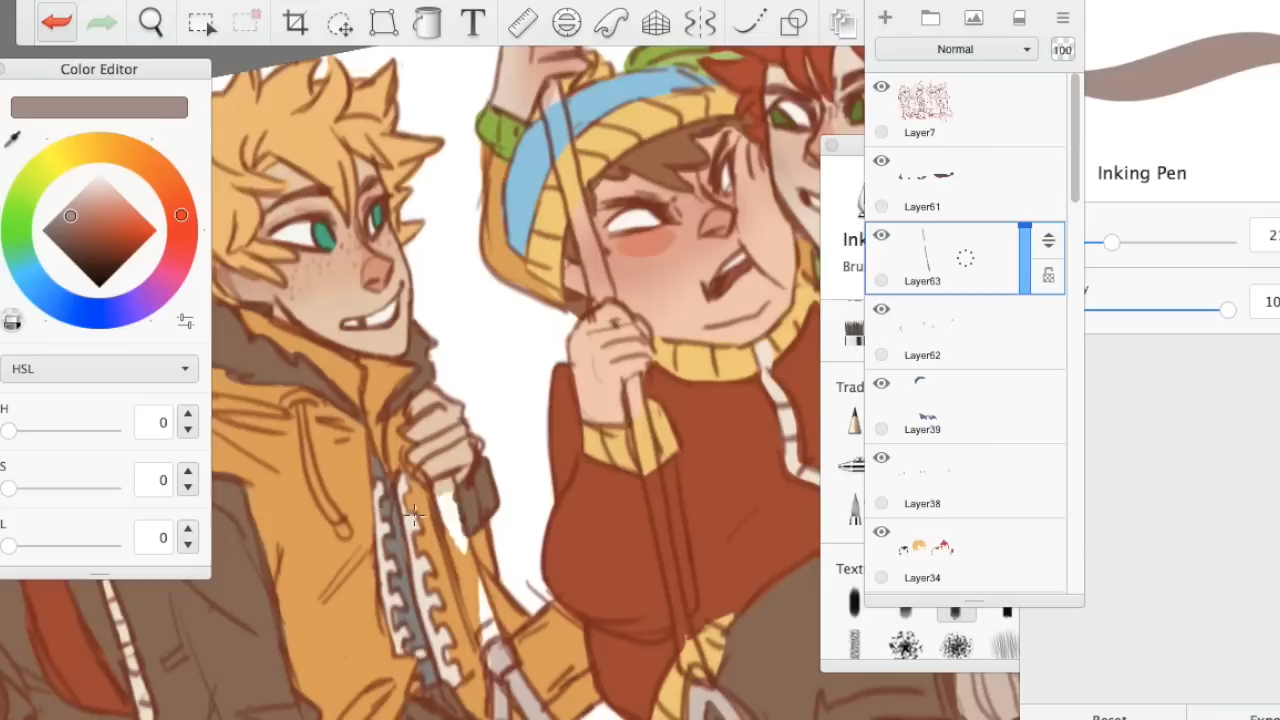 T
Color Editor
HSL
H
0
S
0
L
0
Normal
100
Layer7
Layer61
Layer63
Layer62
Layer39
Layer38
Layer34
Ink
Bru
Trad
Text
Inking Pen
10
Reset